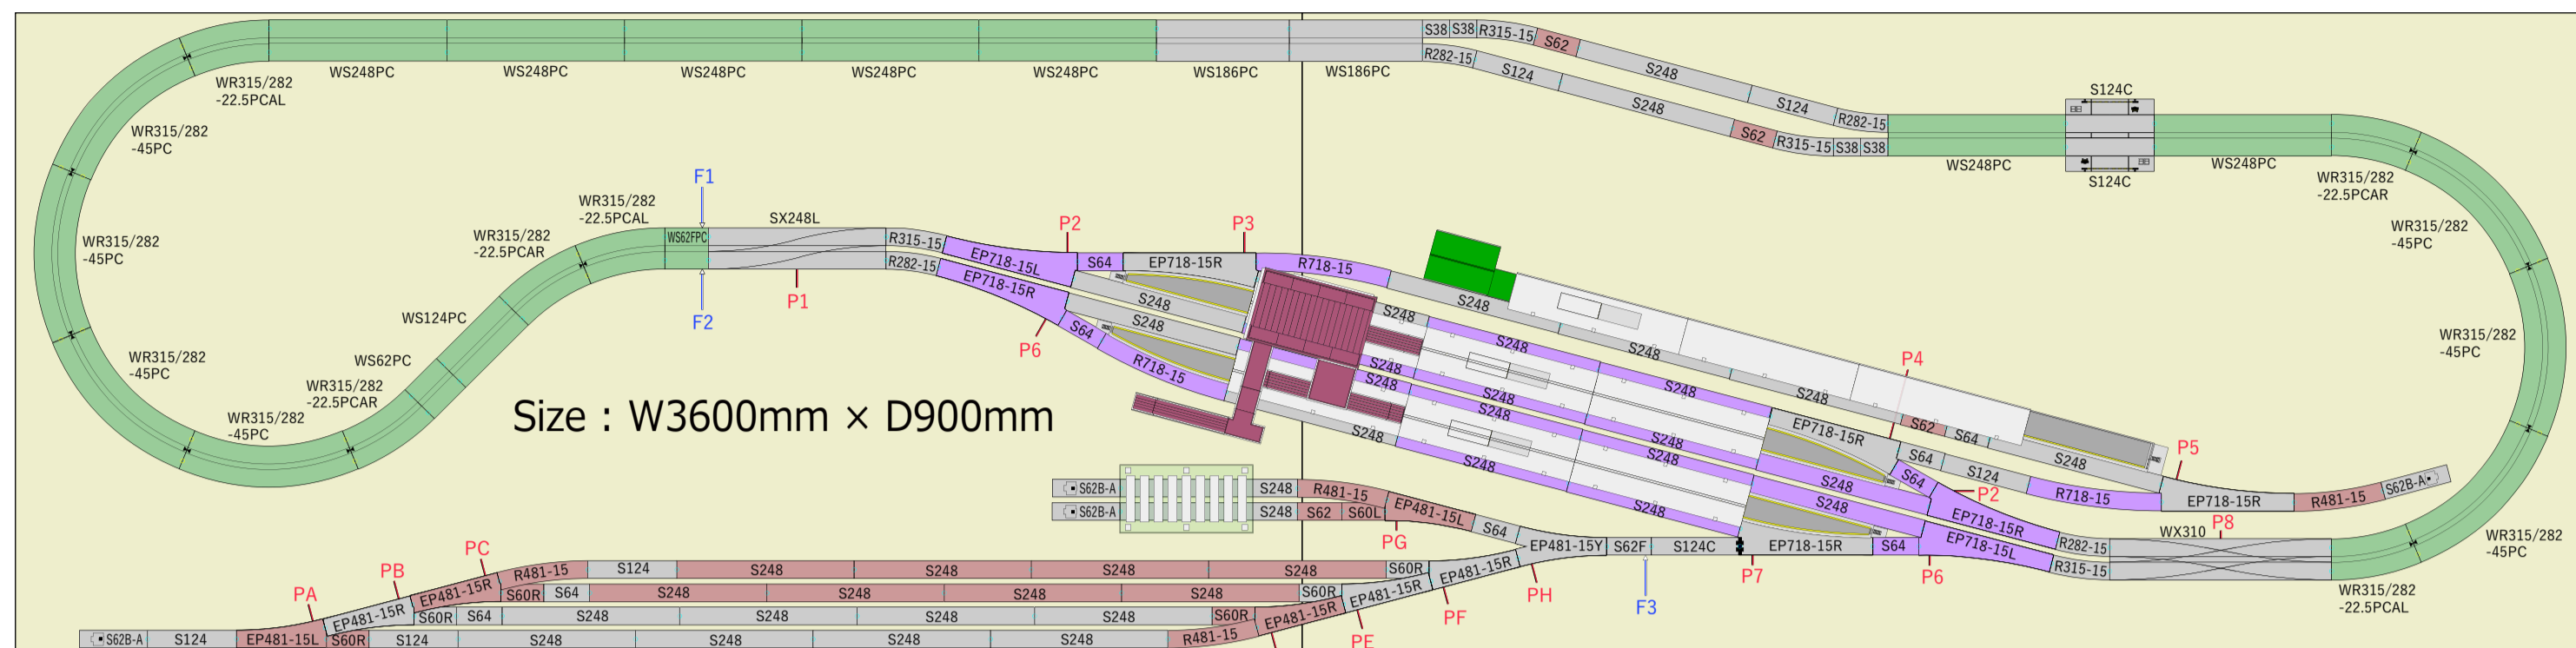 S38 S38 R315-15 S62 S248 S124 R282-15
WS248PC WS248PC WS248PC WS248PC WS248PC WS186PC WS186PC
R282-15 S124 S248 S62 R315-15 S38 S38
S124C
WS248PC WS248PC
S124C
WR315/282
-22.5PCAL
WR315/282
-45PC
WR315/282
-45PC
WR315/282
-45PC
WR315/282
-45PC
WR315/282
-22.5PCAR
WS62PC
WS124PC
WR315/282
-22.5PCAR
WR315/282
-22.5PCAL
F1
WS62FPC
F2
SX248L
P1
R315-15
R282-15
EP718-15L
EP718-15R
P2
P3
S64
EP718-15R
R718-15
S248
S248
S64
P6
R718-15
S248 S248 S248
S248 S248 S248
S248 S248 S248
S248 S248 S248 S248
S248 S248 S248
P4
S62 S64 S248
P5
EP718-15R
S64 S124 R718-15
EP718-15R
R481-15
S62B-A
P8
S64
P2
EP718-15R
R282-15
WX310
EP718-15R
S64
EP718-15L
R315-15
P7
P6
WR315/282
-22.5PCAR
WR315/282
-45PC
WR315/282
-45PC
WR315/282
-45PC
WR315/282
-22.5PCAL
Size : W3600mm × D900mm
S62B-A S248 R481-15
S62B-A S248 S62 S60L EP481-15L S64
PG
EP481-15Y S62F S124C
F3
PH
PC
PB
PA
R481-15 S124 S248 S248 S248 S248 S60R EP481-15R
EP481-15R S60R S64 S248 S248 S248 S248 S60R EP481-15R
PF
EP481-15R S60R S64 S248 S248 S248 S248 S60R EP481-15R
PE
S62B-A S124 EP481-15L S60R S124 S248 S248 S248 S248 R481-15